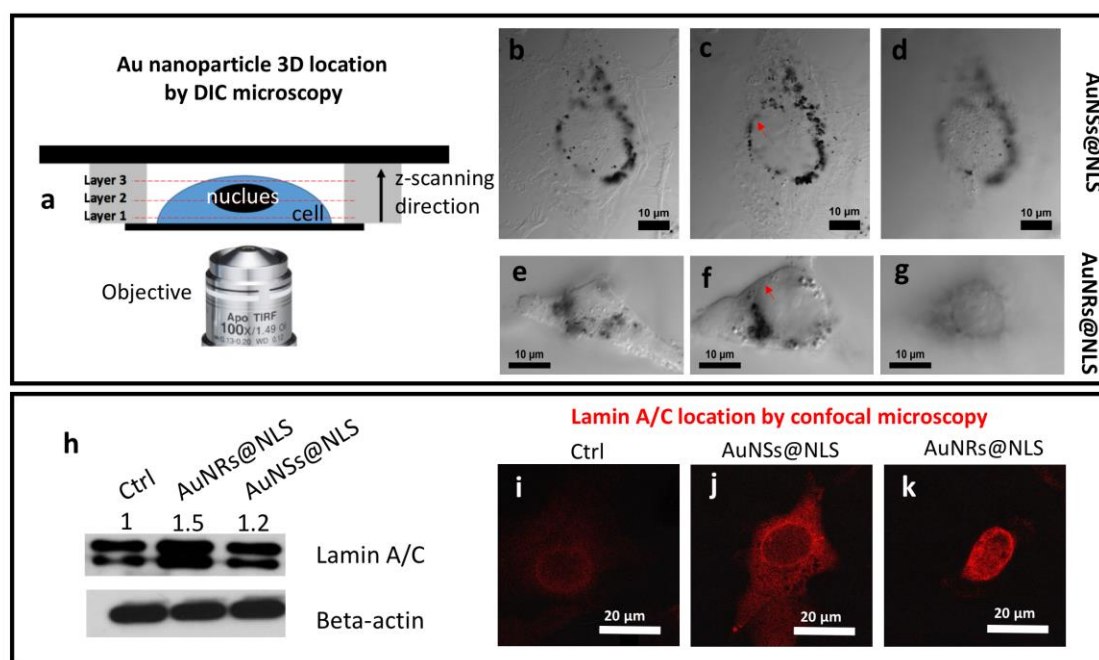 Au nanoparticle 3D location
by DIC microscopy
a
Layer 3
Layer 2
Layer 1
nuclues
cell
z-scanning
direction
Objective
Apo TIRF
100X/1.49
b
10 µm
c
10 µm
d
10 µm
AuNSs@NLS
e
10 µm
f
10 µm
g
10 µm
AuNRs@NLS
h
Ctrl
AuNRs@NLS
AuNSs@NLS
1 1.5 1.2
Lamin A/C
Beta-actin
Lamin A/C location by confocal microscopy
Ctrl
AuNSs@NLS
AuNRs@NLS
i
20 µm
j
20 µm
k
20 µm